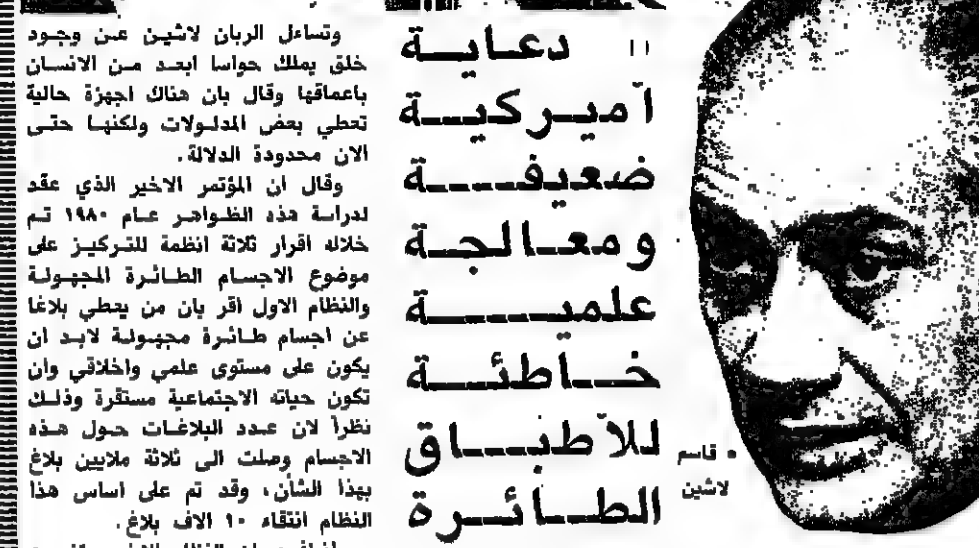 دعاية
آميركية
ضعيفة
ومعالجة
علمية
خاطئة
للأطباق
الطائرة
• قاسم
لاشين
وتساءل الربان لاشين عن وجود
خلق يملك حواسا ابعد من الانسان
باعماقها وقال بان هناك اجهزة حالية
تعطي بعض المدلولات ولكنها حتى
الان محدودة الدلالة.
وقال ان المؤتمر الاخير الذي عقد
لدراسة هذه الظواهر عام ١٩٨٠ تم
خلاله اقرار ثلاثة انظمة للتركيز على
موضوع الاجسام الطائرة المجهولة
والنظام الاول اقر بان من يعطي بلاغا
عن اجسام طائرة مجهولة لابد ان
يكون على مستوى علمي واخلاقي وان
تكون حياته الاجتماعية مستقرة وذلك
نظراً لان عدد البلاغات حول هذه
الاجسام وصلت الى ثلاثة ملايين بلاغ
بهذا الشأن، وقد تم على اساس هذا
النظام انتقاء ١٠ الاف بلاغ.